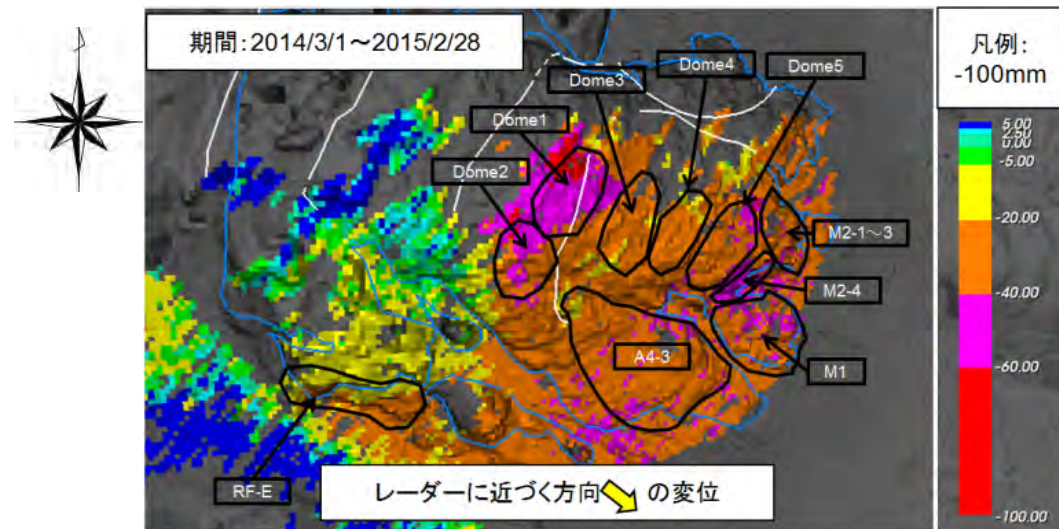 期間:2014/3/1～2015/2/28
凡例:
-100mm
Dome4
Dome3
Dome5
Dome1
Dome2
M2-1～3
M2-4
A4-3
M1
RF-E
レーダーに近づく方向 の変位
5.00
2.50
0.00
-5.00
-20.00
-40.00
-60.00
-100.00